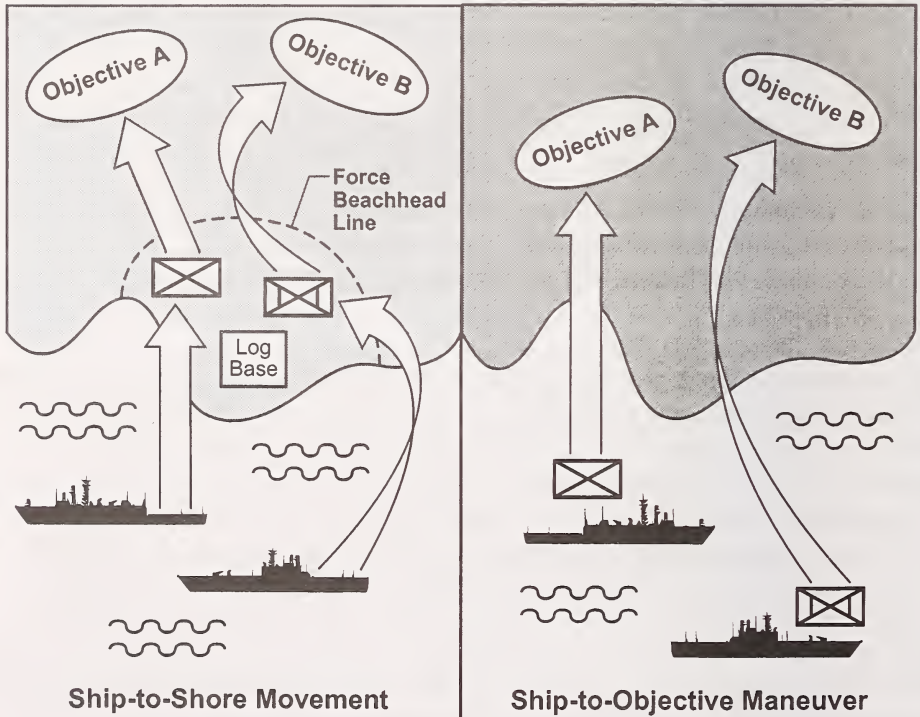 Objective A
Objective B
Force
Beachhead
Line
Log
Base
Ship-to-Shore Movement
Objective A
Objective B
Ship-to-Objective Maneuver